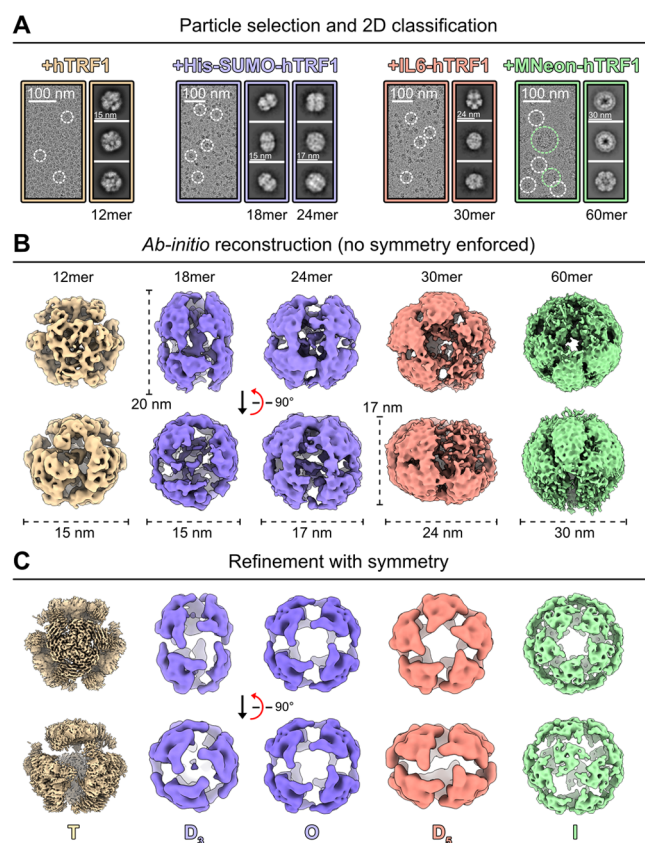 A Particle selection and 2D classification
+hTRF1 +His-SUMO-hTRF1 +IL6-hTRF1 +MNeon-hTRF1
100 nm 15 nm 100 nm 15 nm 17 nm 100 nm 24 nm 100 nm 30 nm
12mer 18mer 24mer 30mer 60mer
B Ab-initio reconstruction (no symmetry enforced)
12mer 18mer 24mer 30mer 60mer
20 nm 90° 17 nm
15 nm 15 nm 17 nm 24 nm 30 nm
C Refinement with symmetry
90°
T D₃ O D₅ I